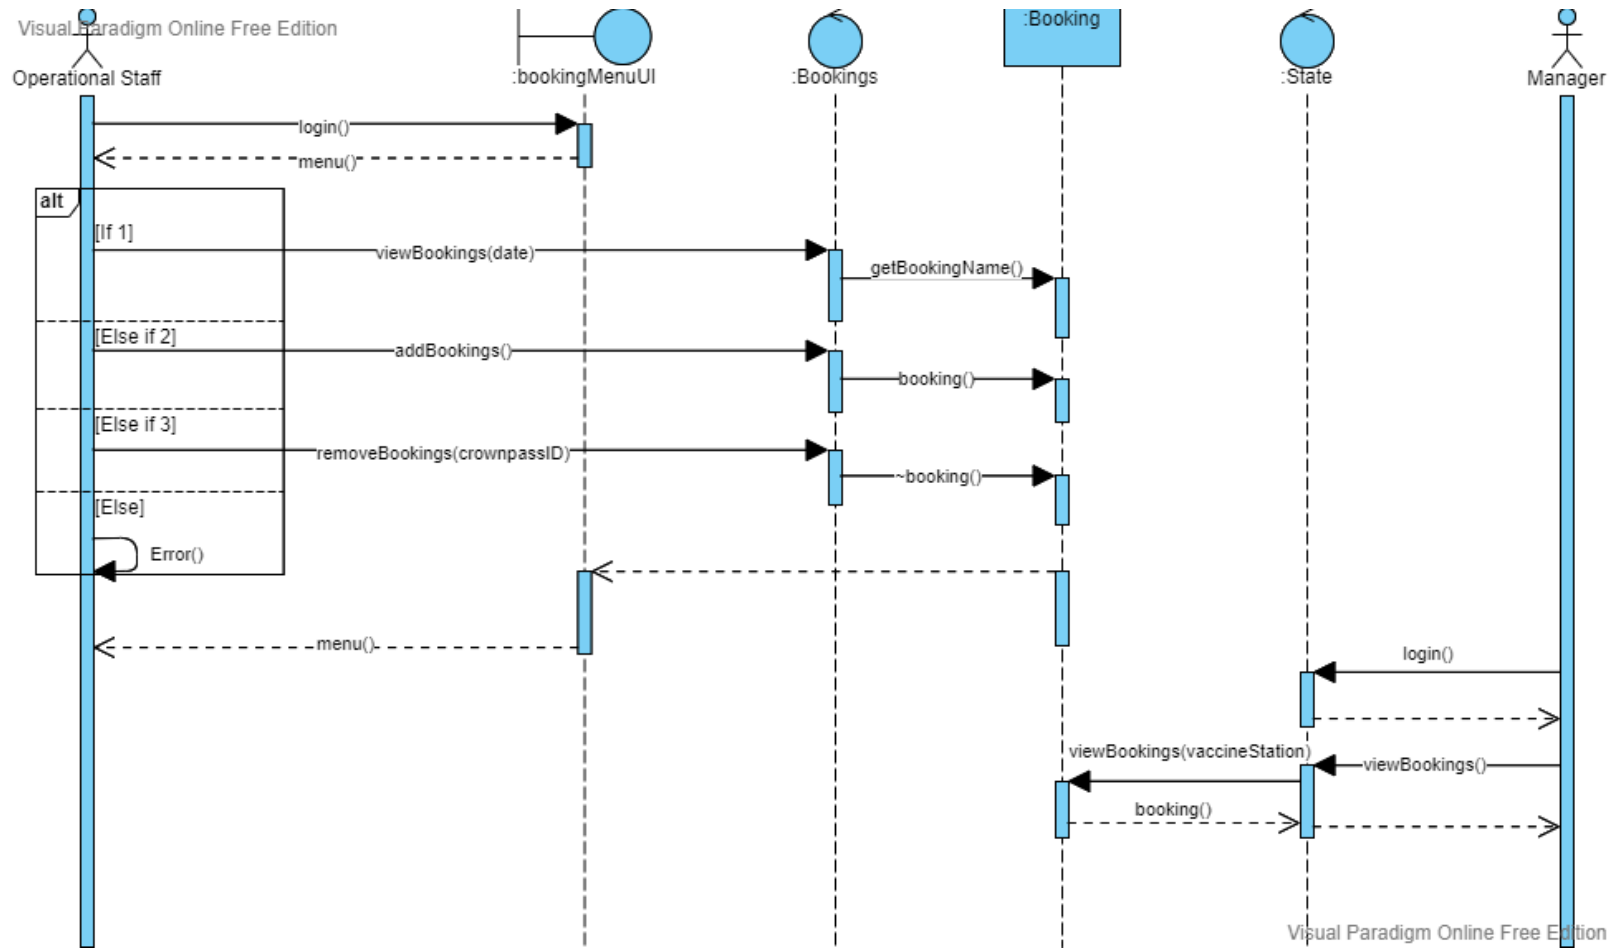 Visual Paradigm Online Free Edition
:Booking
Operational Staff
:bookingMenuUI
:Bookings
:State
Manager
login()
menu()
alt
[If 1]
viewBookings(date)
getBookingName()
[Else if 2]
addBookings()
booking()
[Else if 3]
removeBookings(crownpassID)
~booking()
[Else]
Error()
menu()
login()
viewBookings(vaccineStation)
viewBookings()
booking()
Visual Paradigm Online Free Edition